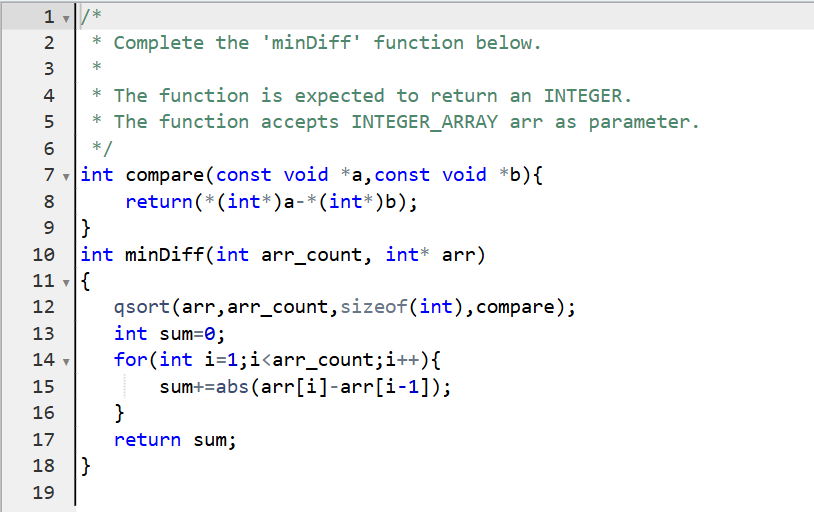 1 /*
2  * Complete the 'minDiff' function below.
3  *
4  * The function is expected to return an INTEGER.
5  * The function accepts INTEGER_ARRAY arr as parameter.
6  */
7 int compare(const void *a,const void *b){
8     return(*(int*)a-*(int*)b);
9 }
10 int minDiff(int arr_count, int* arr)
11 {
12    qsort(arr,arr_count,sizeof(int),compare);
13    int sum=0;
14    for(int i=1;i<arr_count;i++){
15        sum+=abs(arr[i]-arr[i-1]);
16    }
17    return sum;
18 }
19